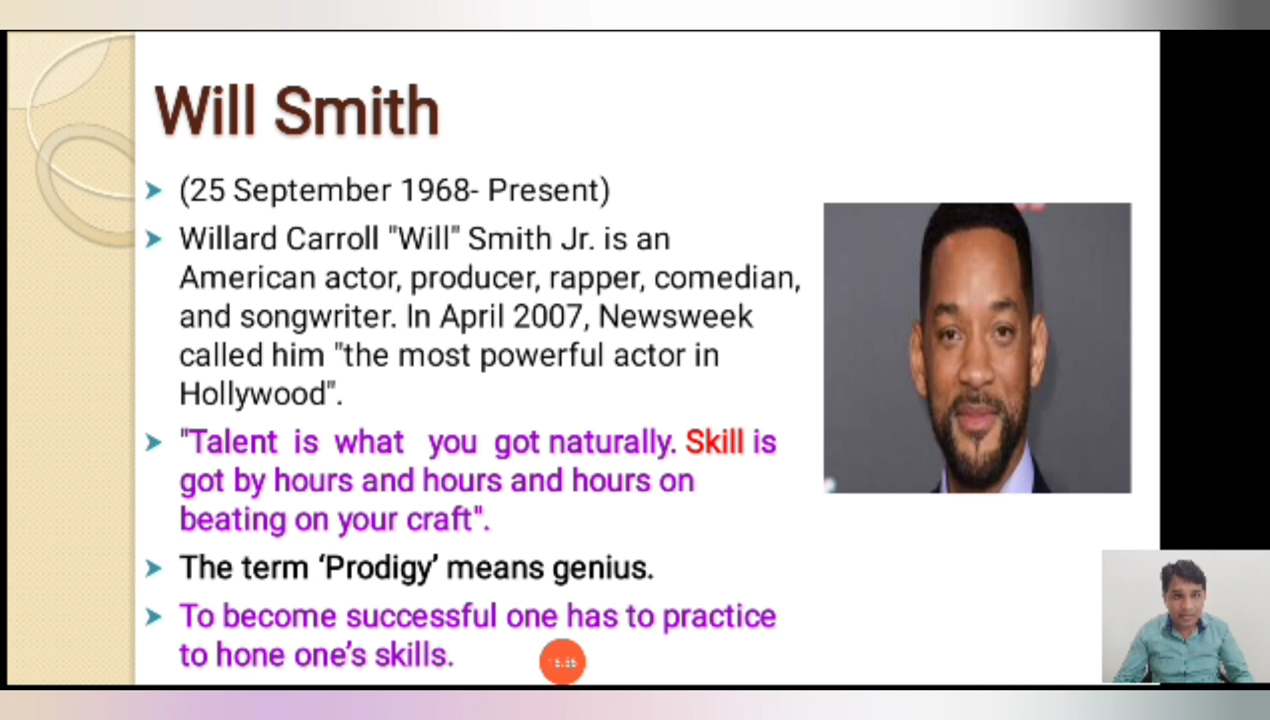 Will Smith
(25 September 1968- Present)
Willard Carroll "Will" Smith Jr. is an
American actor, producer, rapper, comedian,
and songwriter. In April 2007, Newsweek
called him "the most powerful actor in
Hollywood".
"Talent is what you got naturally. Skill is
got by hours and hours and hours on
beating on your craft".
The term ‘Prodigy’ means genius.
To become successful one has to practice
to hone one’s skills.